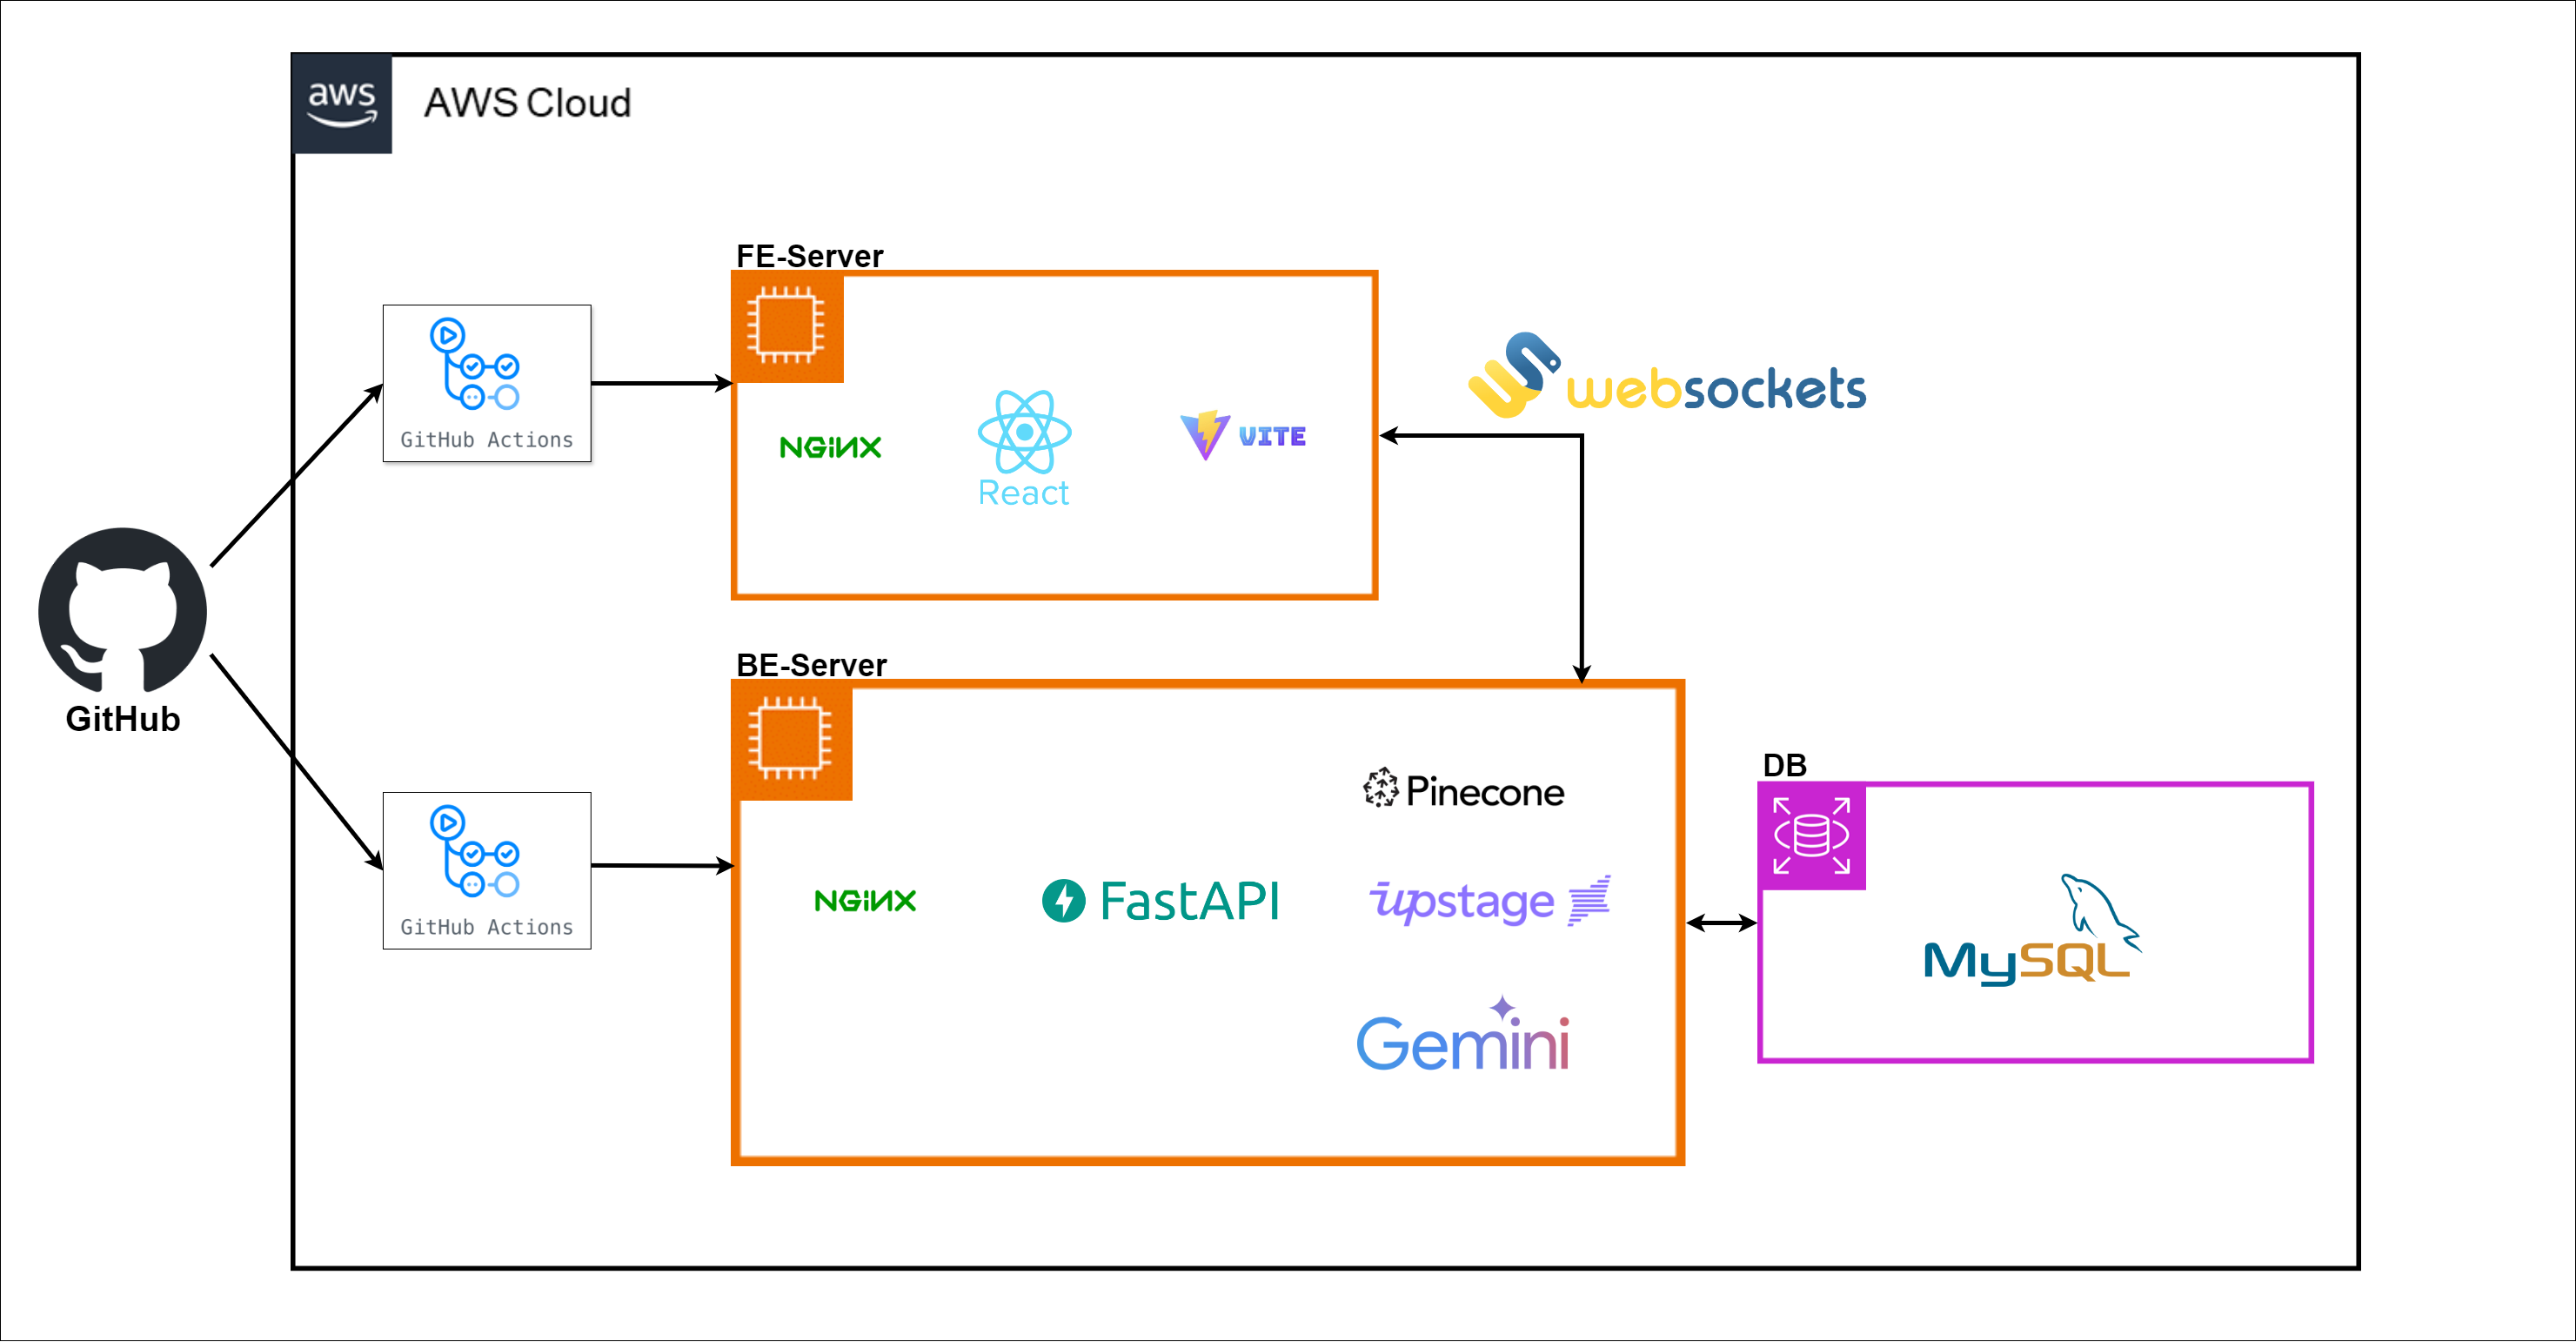 aws
AWS Cloud
FE-Server
GitHub Actions
NGINX
React
VITE
websockets
GitHub
BE-Server
GitHub Actions
NGINX
FastAPI
Pinecone
upstage
Gemini
DB
MySQL